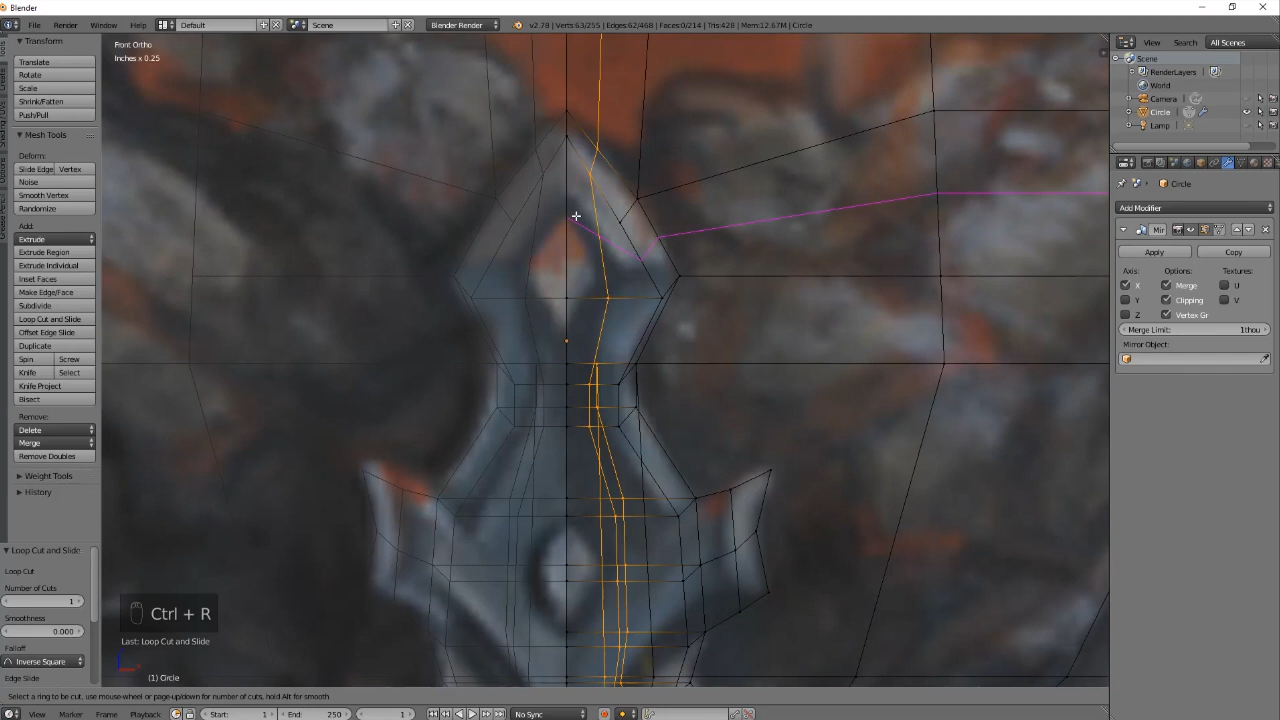 Blender
File Render Window Help Default Scene Blender Render v2.78 | Verts:63/255 | Edges:62/468 | Faces:0/214 | Tris:428 | Mem:12.67M | Circle
Transform
Translate
Rotate
Scale
Shrink/Fatten
Push/Pull
Mesh Tools
Deform:
Slide Edge Vertex
Noise
Smooth Vertex
Randomize
Add:
Extrude
Extrude Region
Extrude Individual
Inset Faces
Make Edge/Face
Subdivide
Loop Cut and Slide
Offset Edge Slide
Duplicate
Spin Screw
Knife Select
Knife Project
Bisect
Remove:
Delete
Merge
Remove Doubles
Weight Tools
History
Loop Cut and Slide
Loop Cut
Number of Cuts
1
Smoothness
0.000
Falloff
Inverse Square
Edge Slide
Front Ortho
Inches x 0.25
Ctrl + R
Last: Loop Cut and Slide
(1) Circle
Select a ring to be cut, use mouse-wheel or page-up/down for number of cuts, hold Alt for smooth
View Marker Frame Playback Start: 1 End: 250 1 No Sync
View Search All Scenes
Scene
RenderLayers
World
Camera
Circle
Lamp
Circle
Add Modifier
Mir
Apply Copy
Axis: Options: Textures:
X Merge U
Y Clipping V
Z Vertex Gr
Merge Limit: 1thou
Mirror Object: